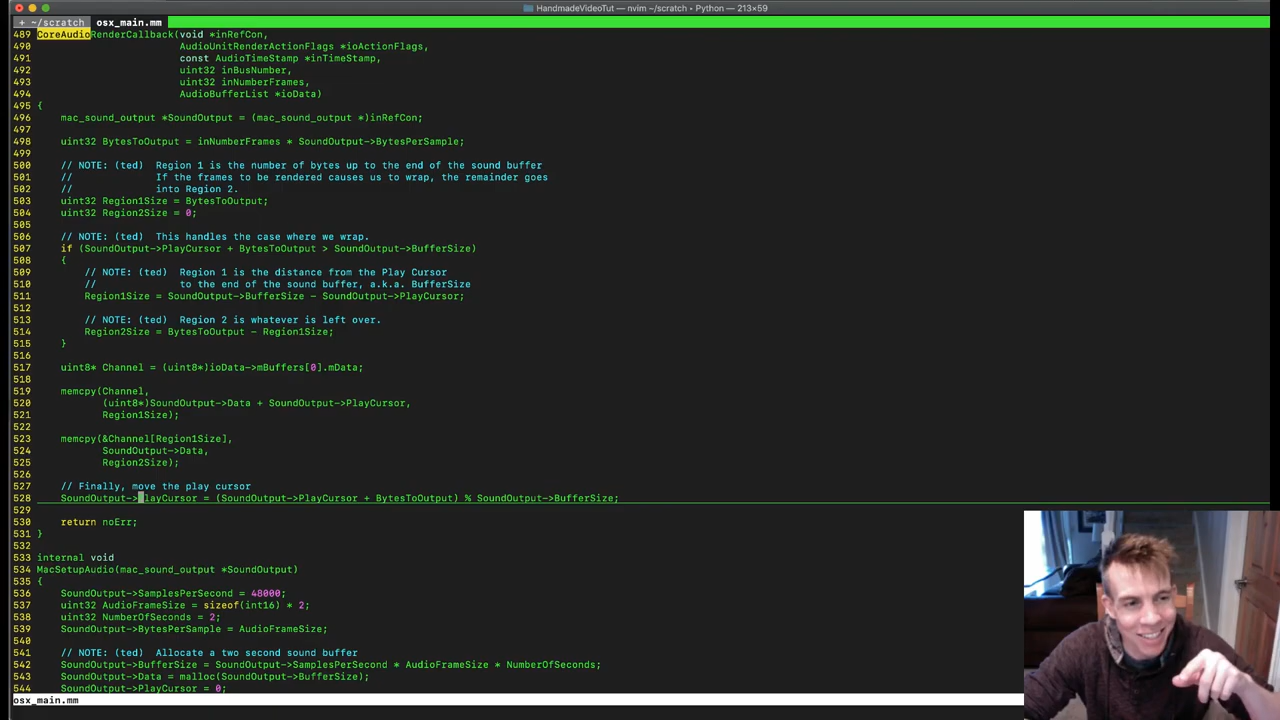 HandmadeVideoTut — nvim ~/scratch • Python — 213×59
+ ~/scratch   osx_main.mm
489 CoreAudioRenderCallback(void *inRefCon,
490                         AudioUnitRenderActionFlags *ioActionFlags,
491                         const AudioTimeStamp *inTimeStamp,
492                         uint32 inBusNumber,
493                         uint32 inNumberFrames,
494                         AudioBufferList *ioData)
495 {
496     mac_sound_output *SoundOutput = (mac_sound_output *)inRefCon;
497
498     uint32 BytesToOutput = inNumberFrames * SoundOutput->BytesPerSample;
499
500     // NOTE: (ted)  Region 1 is the number of bytes up to the end of the sound buffer
501     //              If the frames to be rendered causes us to wrap, the remainder goes
502     //              into Region 2.
503     uint32 Region1Size = BytesToOutput;
504     uint32 Region2Size = 0;
505
506     // NOTE: (ted)  This handles the case where we wrap.
507     if (SoundOutput->PlayCursor + BytesToOutput > SoundOutput->BufferSize)
508     {
509         // NOTE: (ted)  Region 1 is the distance from the Play Cursor
510         //              to the end of the sound buffer, a.k.a. BufferSize
511         Region1Size = SoundOutput->BufferSize - SoundOutput->PlayCursor;
512
513         // NOTE: (ted)  Region 2 is whatever is left over.
514         Region2Size = BytesToOutput - Region1Size;
515     }
516
517     uint8* Channel = (uint8*)ioData->mBuffers[0].mData;
518
519     memcpy(Channel,
520            (uint8*)SoundOutput->Data + SoundOutput->PlayCursor,
521            Region1Size);
522
523     memcpy(&Channel[Region1Size],
524            SoundOutput->Data,
525            Region2Size);
526
527     // Finally, move the play cursor
528     SoundOutput->PlayCursor = (SoundOutput->PlayCursor + BytesToOutput) % SoundOutput->BufferSize;
529
530     return noErr;
531 }
532
533 internal void
534 MacSetupAudio(mac_sound_output *SoundOutput)
535 {
536     SoundOutput->SamplesPerSecond = 48000;
537     uint32 AudioFrameSize = sizeof(int16) * 2;
538     uint32 NumberOfSeconds = 2;
539     SoundOutput->BytesPerSample = AudioFrameSize;
540
541     // NOTE: (ted)  Allocate a two second sound buffer
542     SoundOutput->BufferSize = SoundOutput->SamplesPerSecond * AudioFrameSize * NumberOfSeconds;
543     SoundOutput->Data = malloc(SoundOutput->BufferSize);
544     SoundOutput->PlayCursor = 0;
osx_main.mm